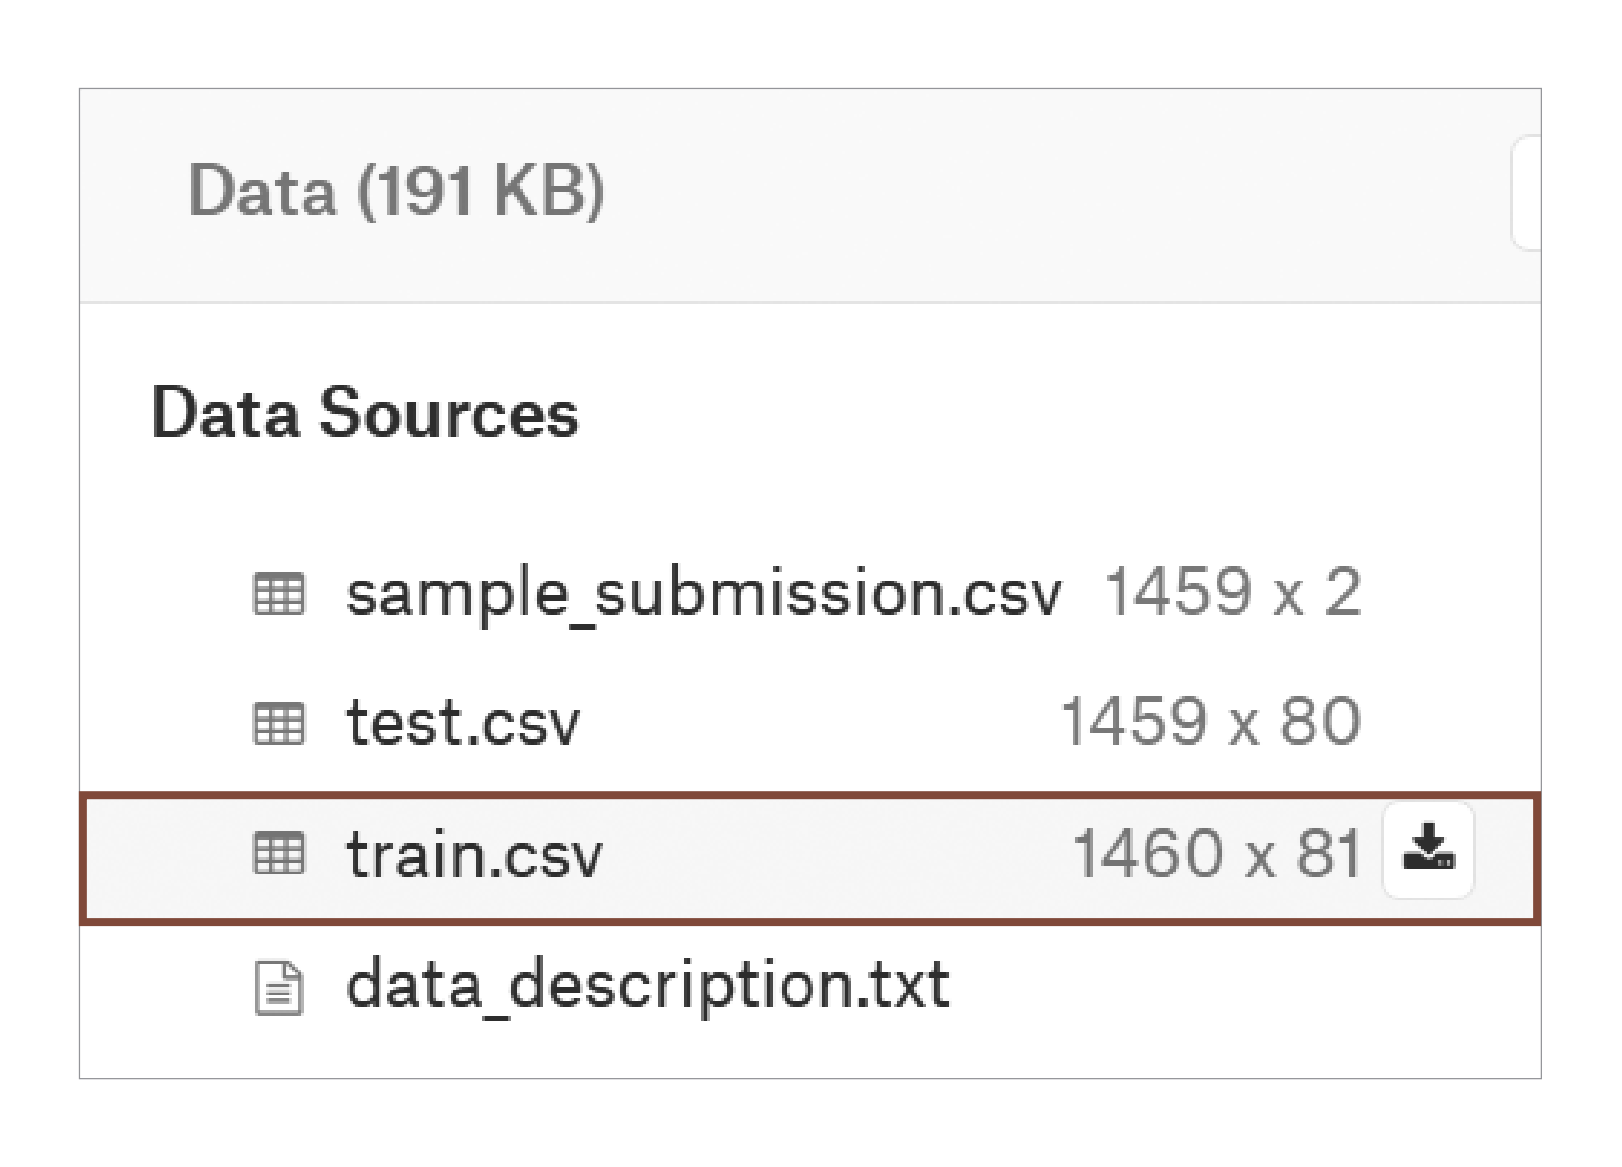 Data (191 KB)
Data Sources
sample_submission.csv 1459 x 2
test.csv 1459 x 80
train.csv 1460 x 81
data_description.txt